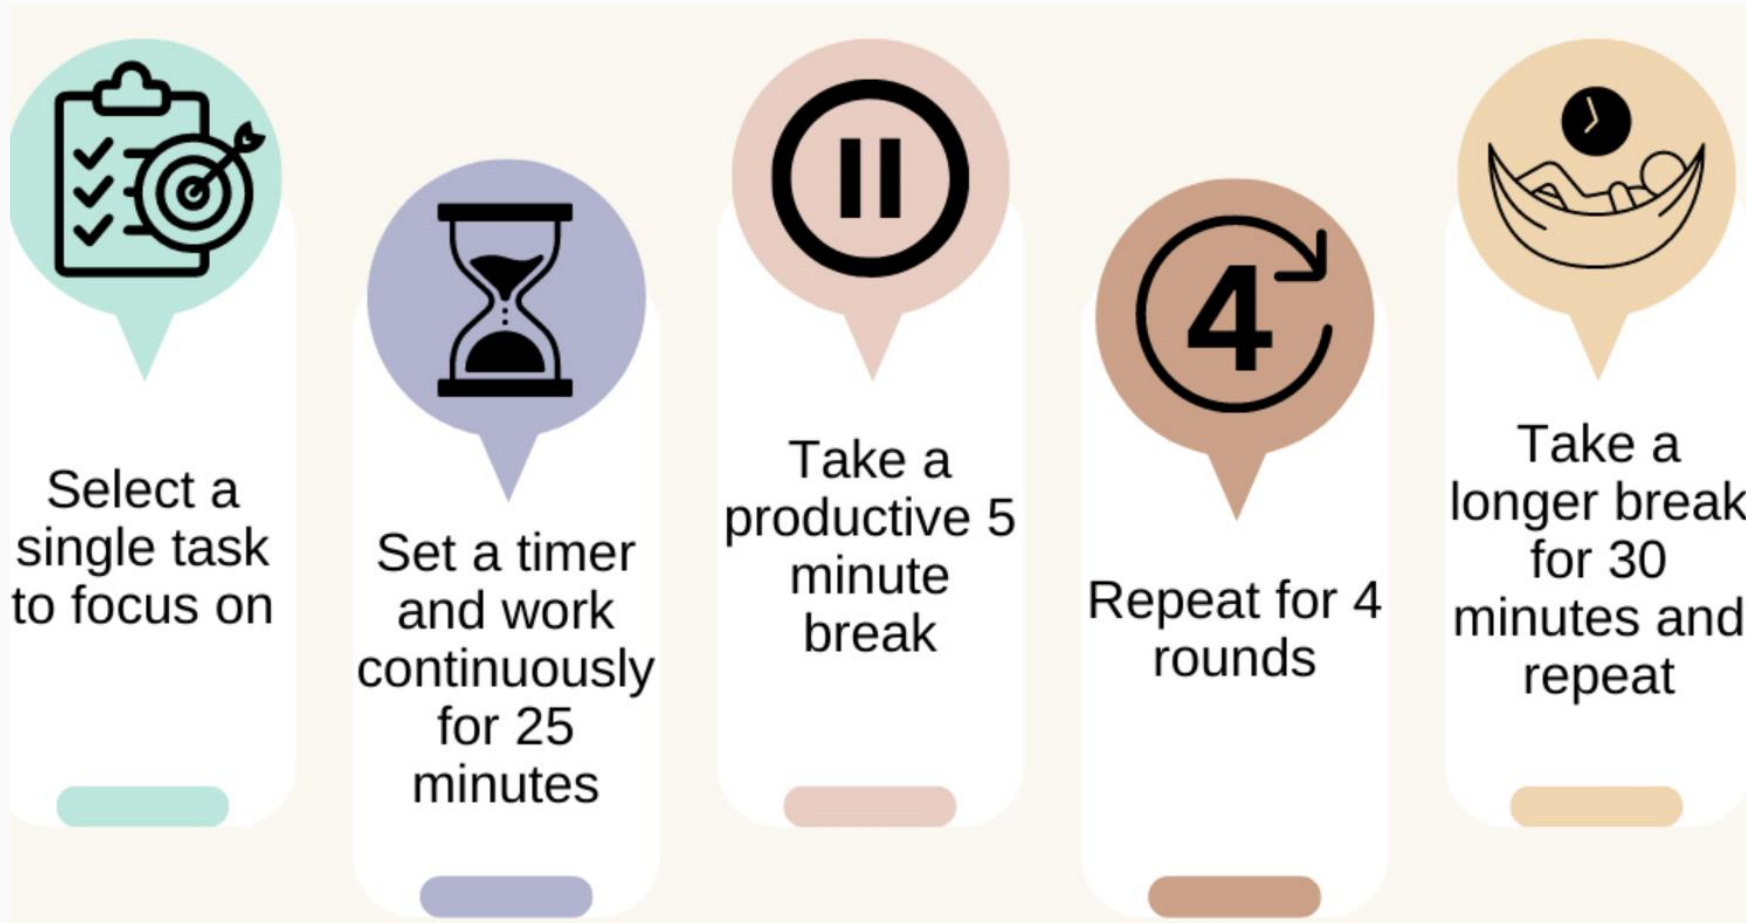 Select a
single task
to focus on
Set a timer
and work
continuously
for 25
minutes
Take a
productive 5
minute
break
4
Repeat for 4
rounds
Take a
longer break
for 30
minutes and
repeat